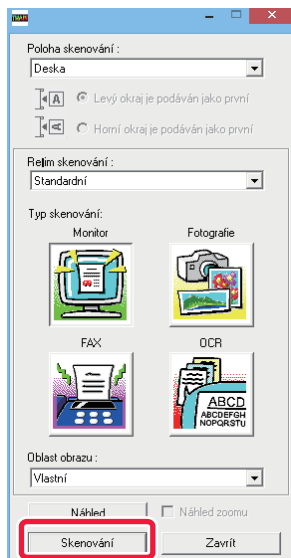 Poloha skenování :
Deska
A
Levý okraj je podáván jako první
A
Horní okraj je podáván jako první
Režim skenování :
Standardní
Typ skenování:
Monitor
Fotografie
FAX
OCR
ABCD
ABCDEFGH
NOPQRSTU
Oblast obrazu :
Vlastní
Náhled
Náhled zoomu
Skenování
Zavrít